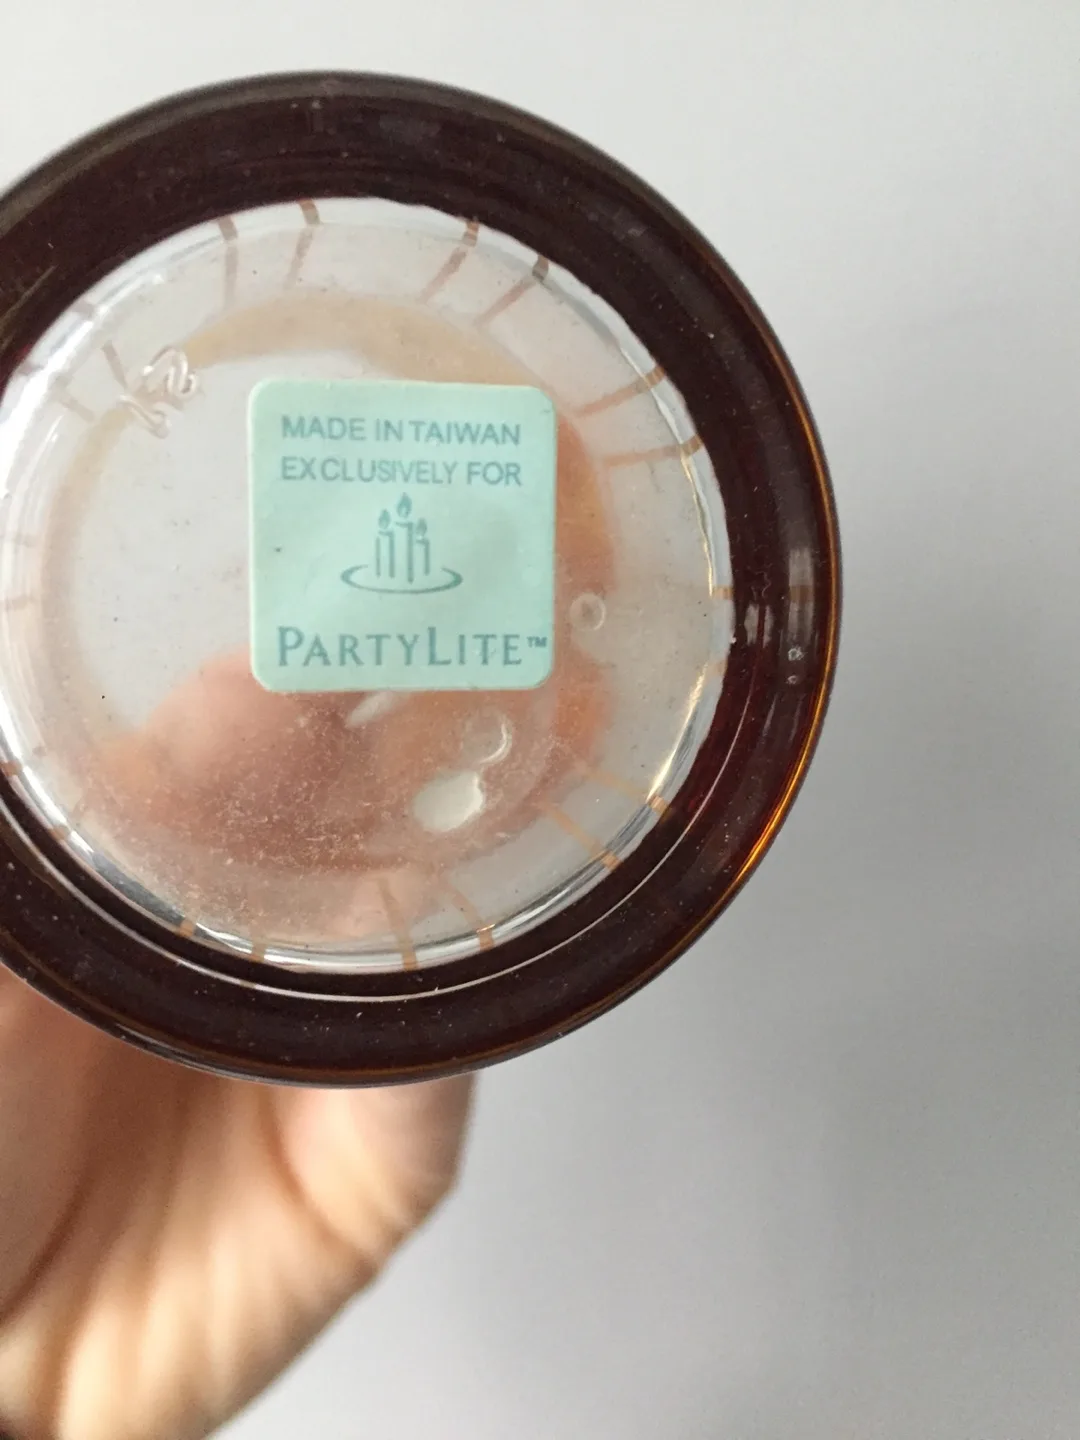 MADE IN TAIWAN
EXCLUSIVELY FOR
PARTYLITE™